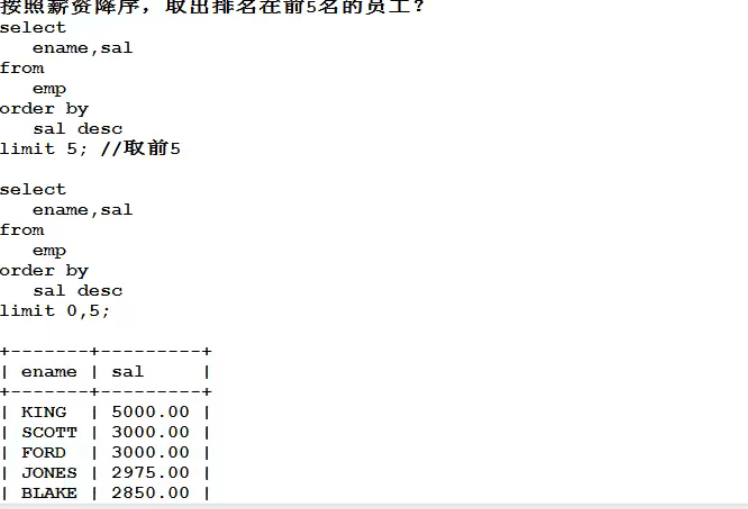 按照薪资降序，取出排名在前5名的员工？
select
ename,sal
from
emp
order by
sal desc
limit 5; //取前5
select
ename,sal
from
emp
order by
sal desc
limit 0,5;
+-------+---------+
| ename | sal     |
+-------+---------+
| KING  | 5000.00 |
| SCOTT | 3000.00 |
| FORD  | 3000.00 |
| JONES | 2975.00 |
| BLAKE | 2850.00 |